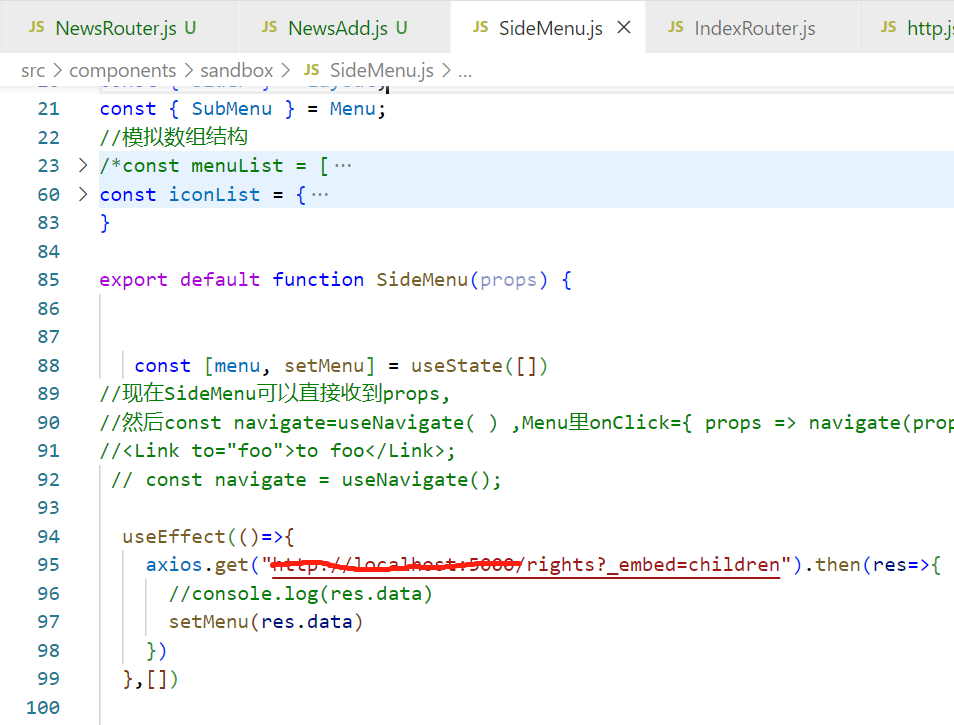 JS NewsRouter.js U JS NewsAdd.js U JS SideMenu.js × JS IndexRouter.js JS http.js
src > components > sandbox > JS SideMenu.js > ...
21 const { SubMenu } = Menu;
22 //模拟数组结构
23 > /*const menuList = [ ···
60 > const iconList = { ···
83 }
84
85 export default function SideMenu(props) {
86
87
88 const [menu, setMenu] = useState([])
89 //现在SideMenu可以直接收到props,
90 //然后const navigate=useNavigate( ) ,Menu里onClick={ props => navigate(prop
91 //<Link to="foo">to foo</Link>;
92 // const navigate = useNavigate();
93
94 useEffect(()=>{
95 axios.get("http://localhost:5000/rights?_embed=children").then(res=>{
96 //console.log(res.data)
97 setMenu(res.data)
98 })
99 },[])
100